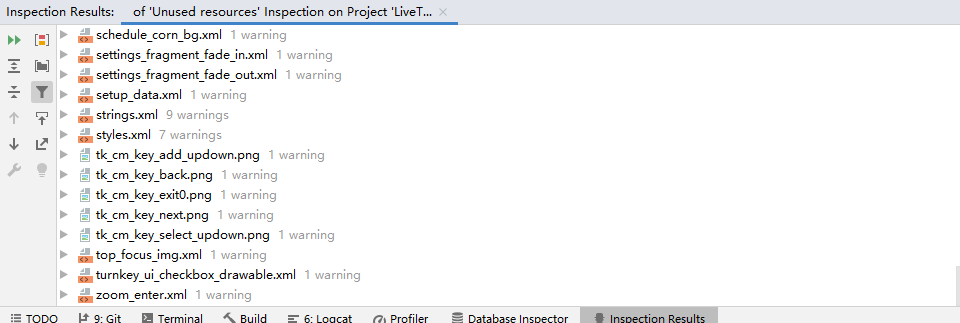 Inspection Results: of 'Unused resources' Inspection on Project 'LiveT...
schedule_corn_bg.xml 1 warning
settings_fragment_fade_in.xml 1 warning
settings_fragment_fade_out.xml 1 warning
setup_data.xml 1 warning
strings.xml 9 warnings
styles.xml 7 warnings
tk_cm_key_add_updown.png 1 warning
tk_cm_key_back.png 1 warning
tk_cm_key_exit0.png 1 warning
tk_cm_key_next.png 1 warning
tk_cm_key_select_updown.png 1 warning
top_focus_img.xml 1 warning
turnkey_ui_checkbox_drawable.xml 1 warning
zoom_enter.xml 1 warning
TODO 9: Git Terminal Build 6: Logcat Profiler Database Inspector Inspection Results